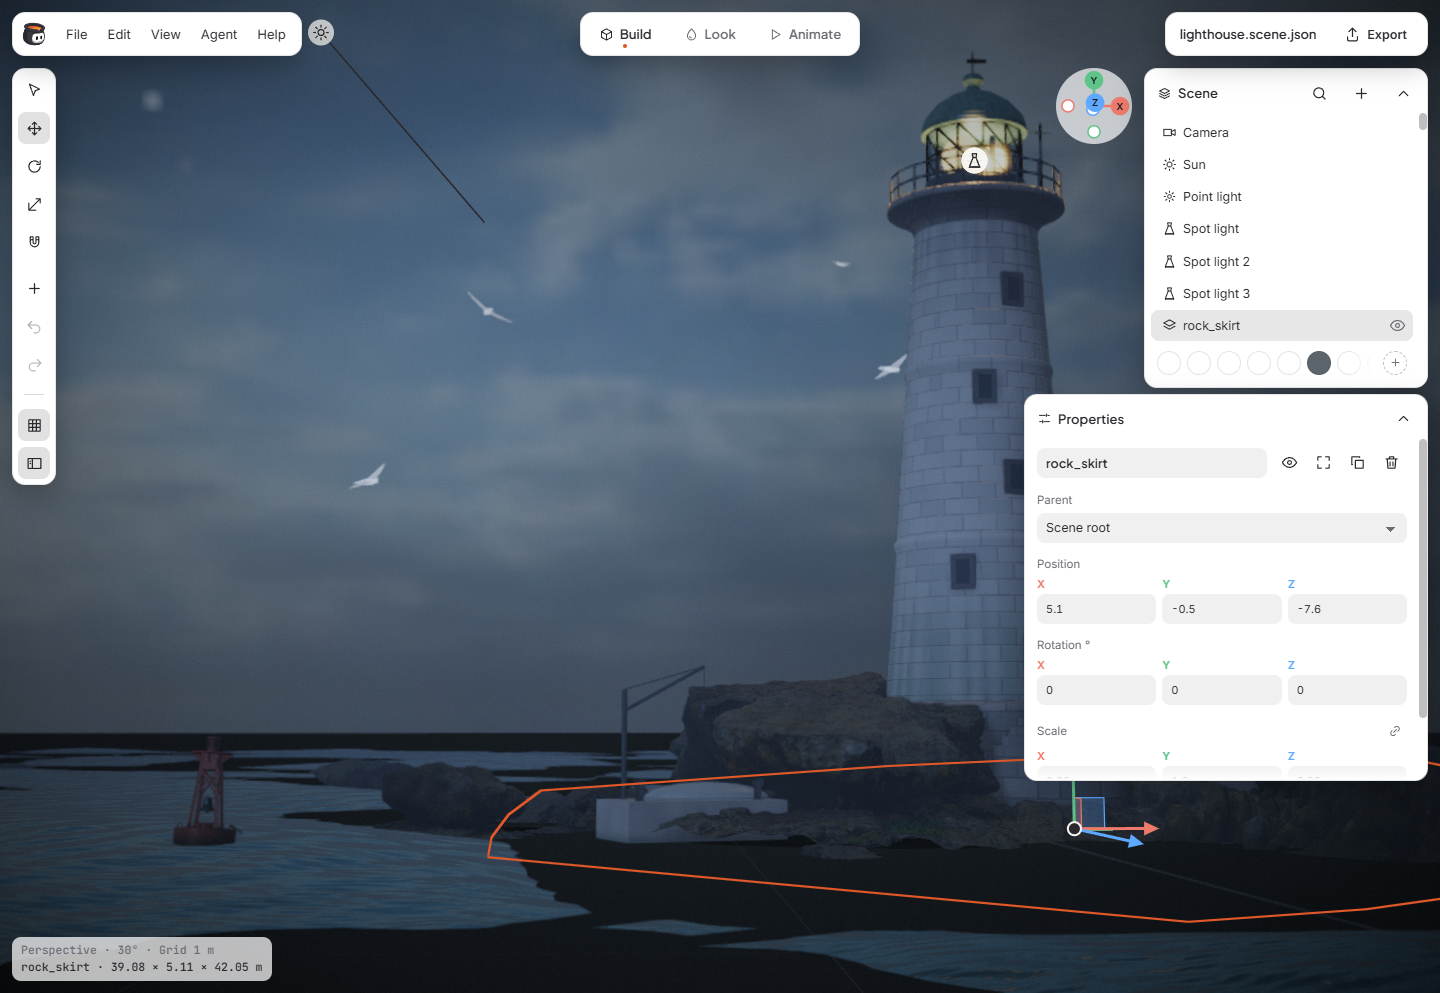 File Edit View Agent Help
Build Look Animate
lighthouse.scene.json Export
Y
Z
X
Scene
Camera
Sun
Point light
Spot light
Spot light 2
Spot light 3
rock_skirt
Properties
rock_skirt
Parent
Scene root
Position
X Y Z
5.1 -0.5 -7.6
Rotation °
X Y Z
0 0 0
Scale
X Y Z
Perspective · 30° · Grid 1 m
rock_skirt · 39.08 × 5.11 × 42.05 m